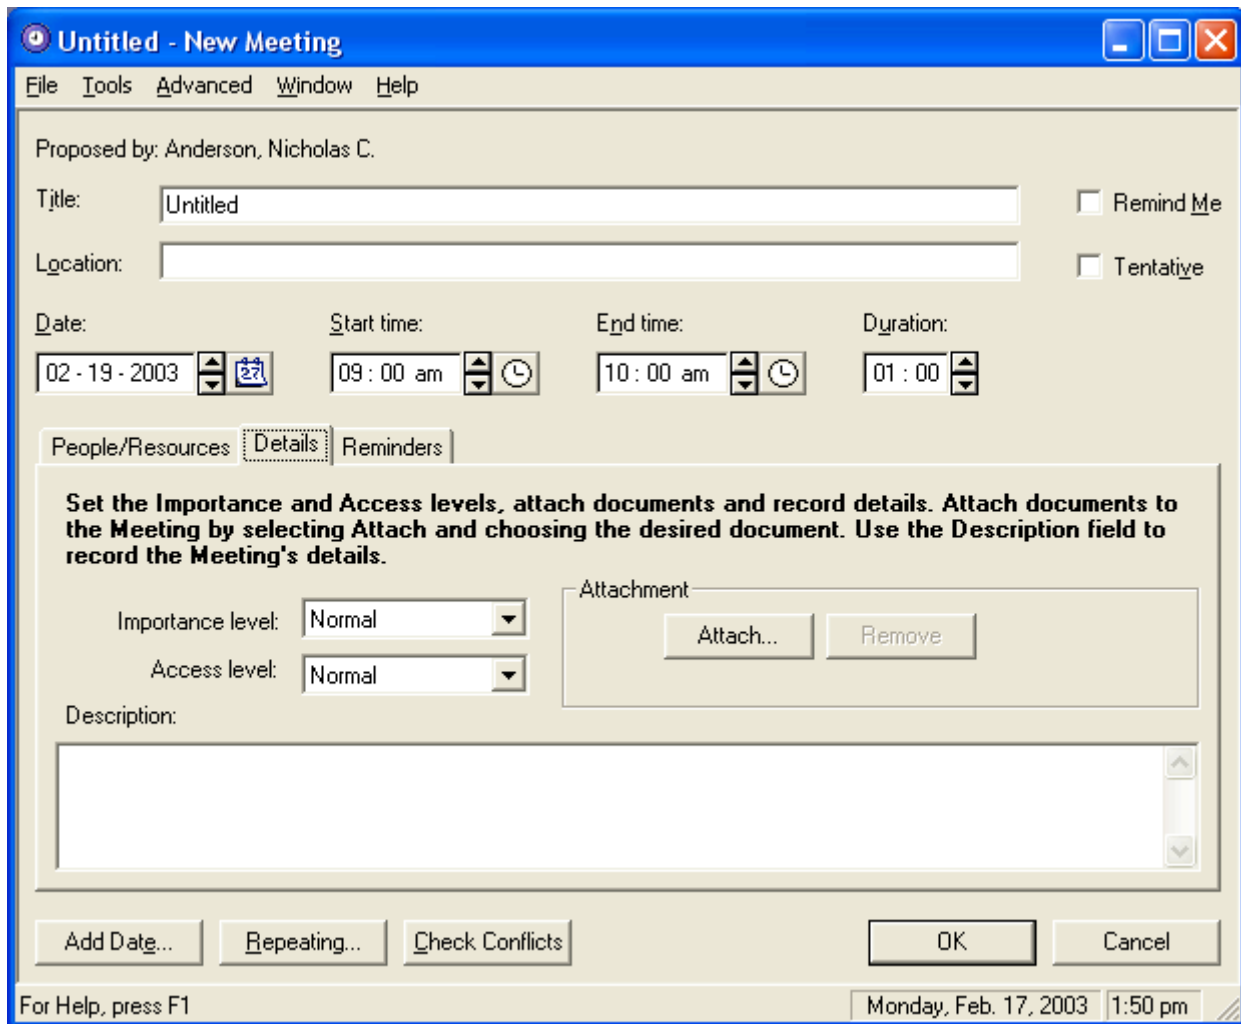 Untitled - New Meeting
File Tools Advanced Window Help
Proposed by: Anderson, Nicholas C.
Title: Untitled Remind Me
Location: Tentative
Date: Start time: End time: Duration:
02 - 19 - 2003 27 09 : 00 am 10 : 00 am 01 : 00
People/Resources Details Reminders
Set the Importance and Access levels, attach documents and record details. Attach documents to
the Meeting by selecting Attach and choosing the desired document. Use the Description field to
record the Meeting's details.
Attachment
Importance level: Normal Attach... Remove
Access level: Normal
Description:
Add Date... Repeating... Check Conflicts OK Cancel
For Help, press F1 Monday, Feb. 17, 2003 1:50 pm